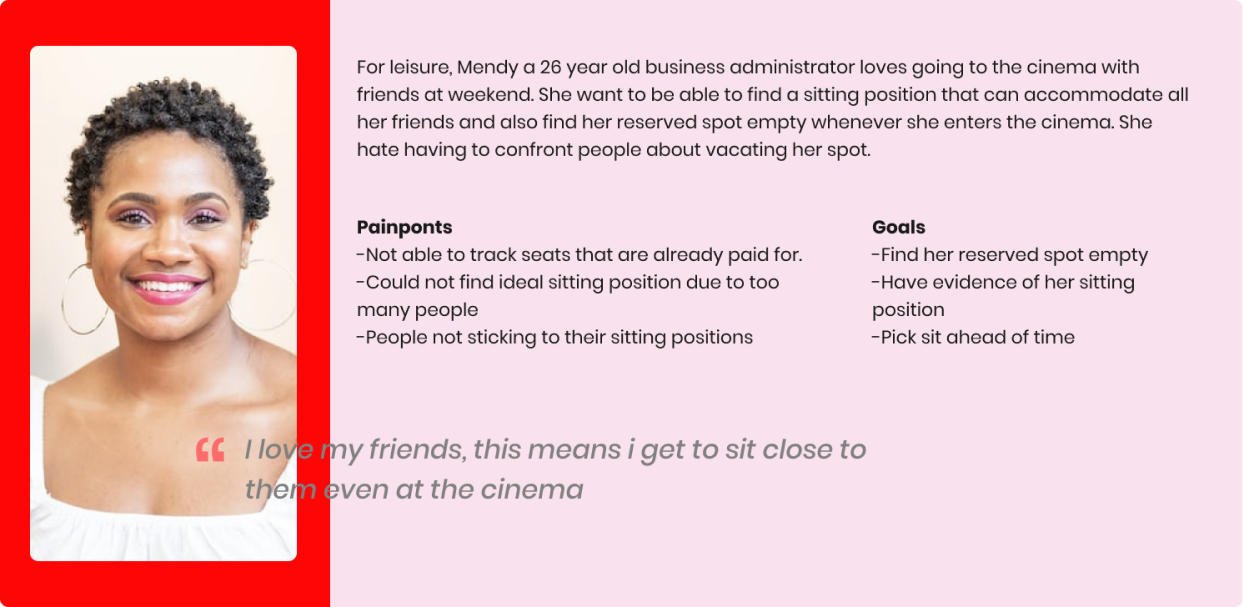 For leisure, Mendy a 26 year old business administrator loves going to the cinema with
friends at weekend. She want to be able to find a sitting position that can accommodate all
her friends and also find her reserved spot empty whenever she enters the cinema. She
hate having to confront people about vacating her spot.
Painponts
-Not able to track seats that are already paid for.
-Could not find ideal sitting position due to too
many people
-People not sticking to their sitting positions
Goals
-Find her reserved spot empty
-Have evidence of her sitting
position
-Pick sit ahead of time
“ I love my friends, this means i get to sit close to
them even at the cinema